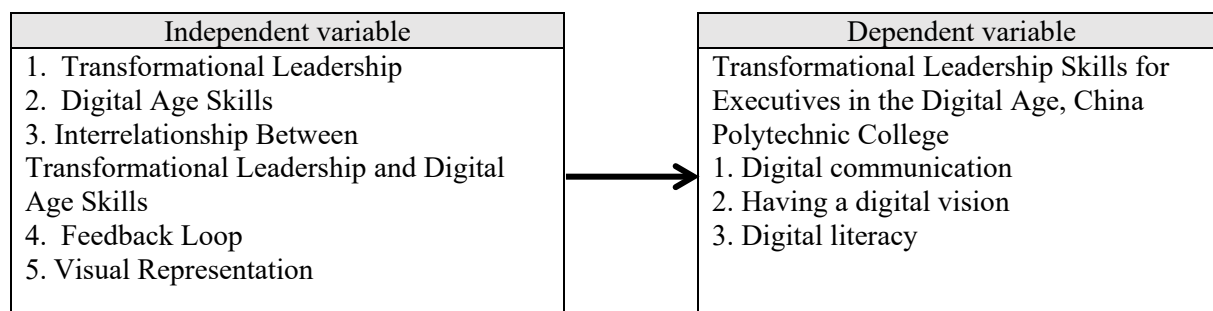 Independent variable
1. Transformational Leadership
2. Digital Age Skills
3. Interrelationship Between
Transformational Leadership and Digital
Age Skills
4. Feedback Loop
5. Visual Representation
Dependent variable
Transformational Leadership Skills for
Executives in the Digital Age, China
Polytechnic College
1. Digital communication
2. Having a digital vision
3. Digital literacy